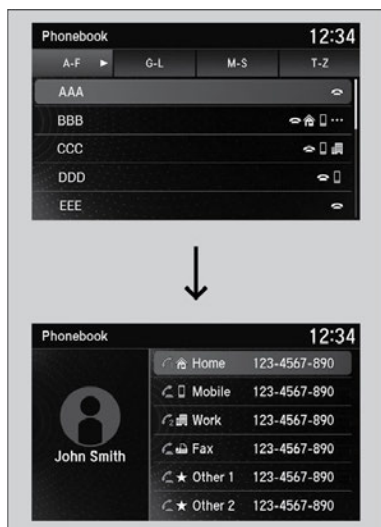 Phonebook 12:34
A-F G-L M-S T-Z
AAA
BBB
CCC
DDD
EEE
Phonebook 12:34
John Smith
Home 123-4567-890
Mobile 123-4567-890
2 Work 123-4567-890
Fax 123-4567-890
Other 1 123-4567-890
Other 2 123-4567-890